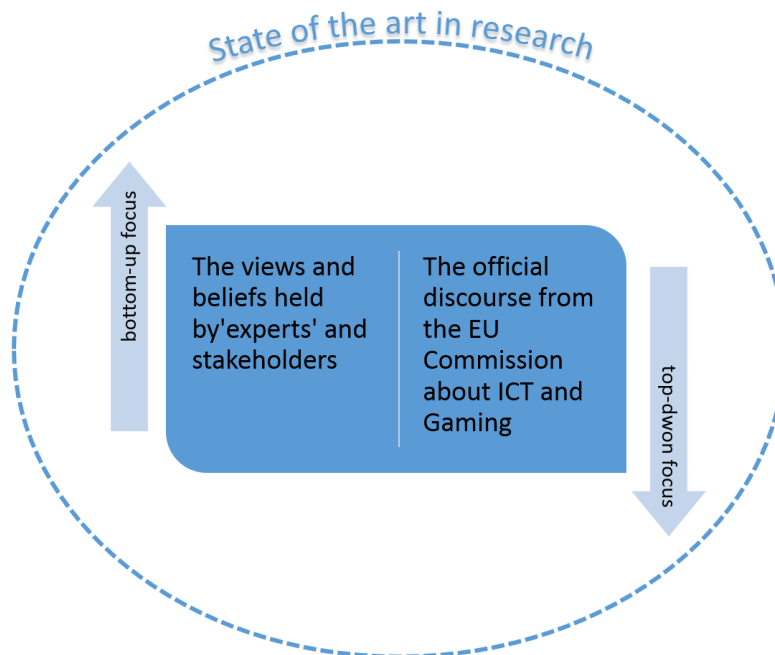 State of the art in research
bottom-up focus
The views and
beliefs held
by'experts' and
stakeholders
The official
discourse from
the EU
Commission
about ICT and
Gaming
top-dwon focus